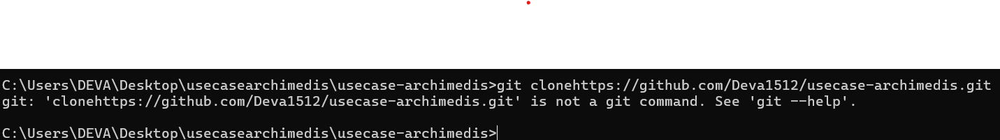 C:\Users\DEVA\Desktop\usecasearchimedis\usecase-archimedis>git clonehttps://github.com/Deva1512/usecase-archimedis.git
git: 'clonehttps://github.com/Deva1512/usecase-archimedis.git' is not a git command. See 'git --help'.
C:\Users\DEVA\Desktop\usecasearchimedis\usecase-archimedis>